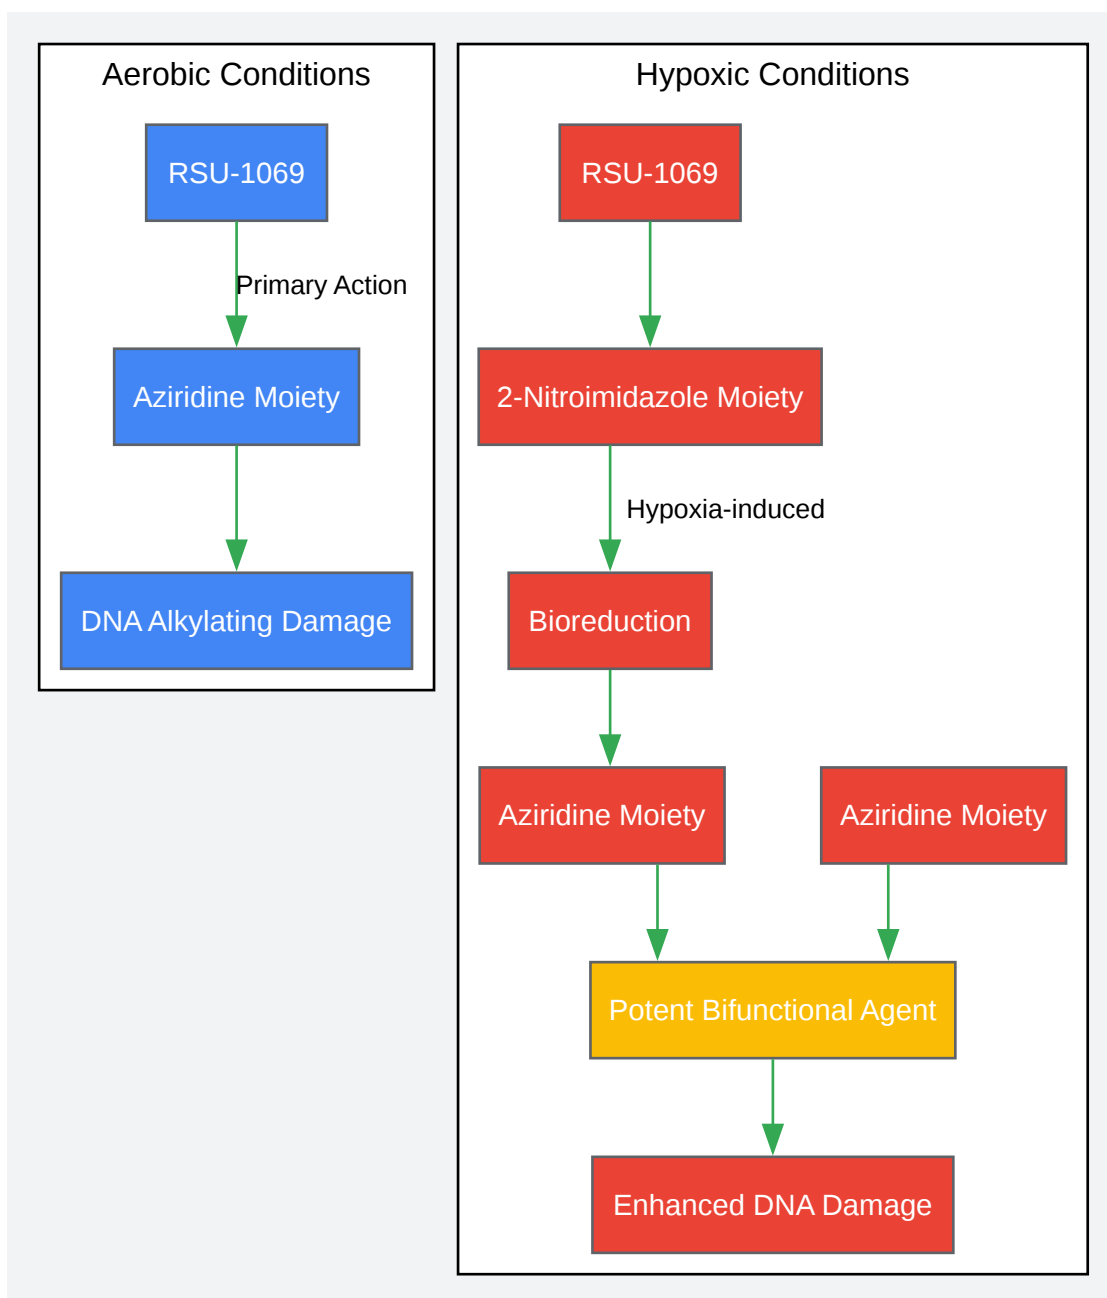 Aerobic Conditions
RSU-1069
Primary Action
Aziridine Moiety
DNA Alkylating Damage
Hypoxic Conditions
RSU-1069
2-Nitroimidazole Moiety
Hypoxia-induced
Bioreduction
Aziridine Moiety
Aziridine Moiety
Potent Bifunctional Agent
Enhanced DNA Damage